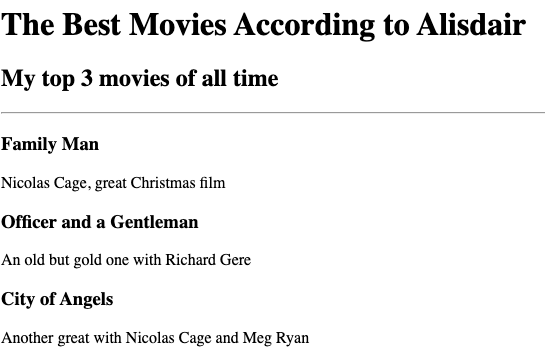 The Best Movies According to Alisdair
My top 3 movies of all time
Family Man
Nicolas Cage, great Christmas film
Officer and a Gentleman
An old but gold one with Richard Gere
City of Angels
Another great with Nicolas Cage and Meg Ryan